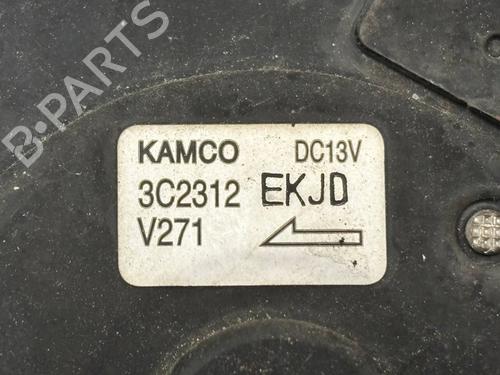 B-PARTS
KAMCO DC13V
3C2312 EKJD
V271